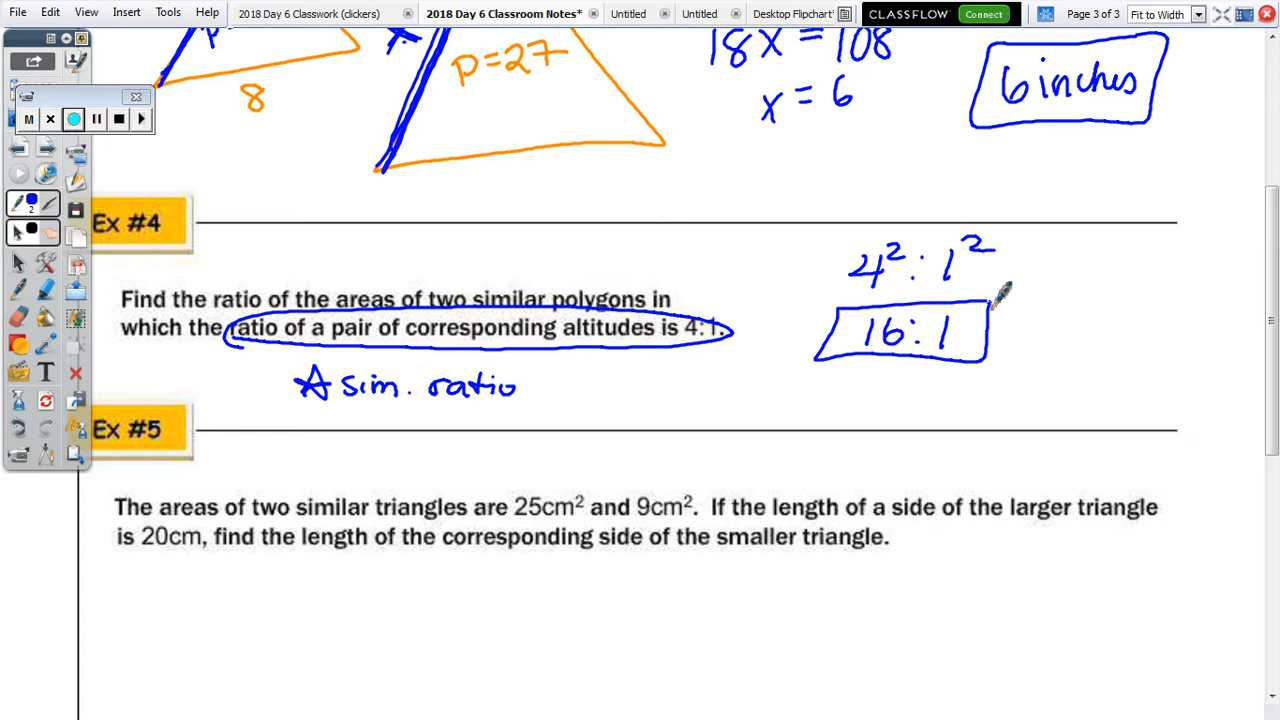 File Edit View Insert Tools Help
2018 Day 6 Classwork (clickers) 2018 Day 6 Classroom Notes* Untitled Untitled Desktop Flipchart* CLASSFLOW Connect Page 3 of 3 Fit to Width
8
p=27
18x = 108
x = 6
6 inches
M
2
T
Ex #4
Find the ratio of the areas of two similar polygons in
which the ratio of a pair of corresponding altitudes is 4:1.
sim. ratio
4² : 1²
16 : 1
Ex #5
The areas of two similar triangles are 25cm² and 9cm². If the length of a side of the larger triangle
is 20cm, find the length of the corresponding side of the smaller triangle.